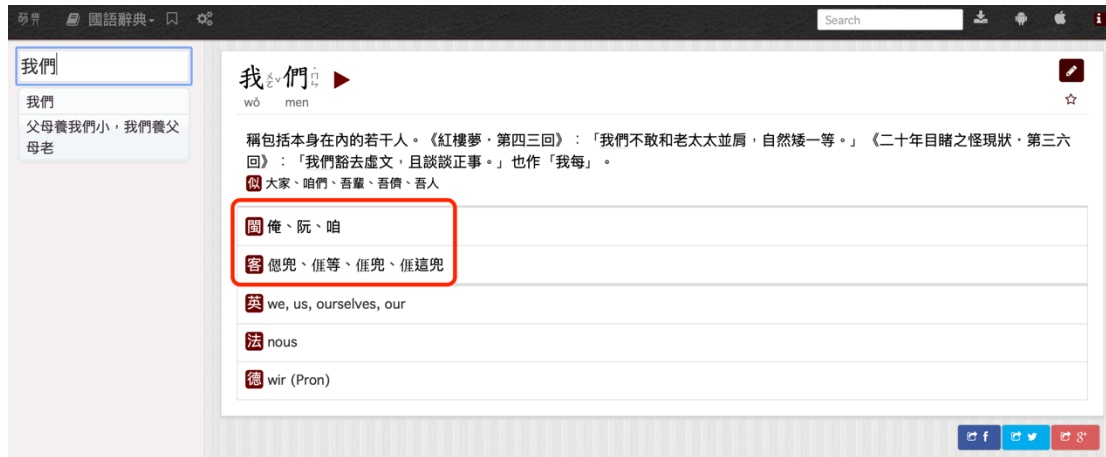 萌典 國語辭典 Search i
我們
我們
父母養我們小，我們養父
母老
我ㄨㄛˇ們˙ㄇㄣ
wǒ men
稱包括本身在內的若干人。《紅樓夢．第四三回》：「我們不敢和老太太並肩，自然矮一等。」《二十年目睹之怪現狀．第三六
回》：「我們豁去虛文，且談談正事。」也作「我每」。
似 大家、咱們、吾輩、吾儕、吾人
閩 俺、阮、咱
客 偲兜、𠊎等、𠊎兜、𠊎這兜
英 we, us, ourselves, our
法 nous
德 wir (Pron)
f g+